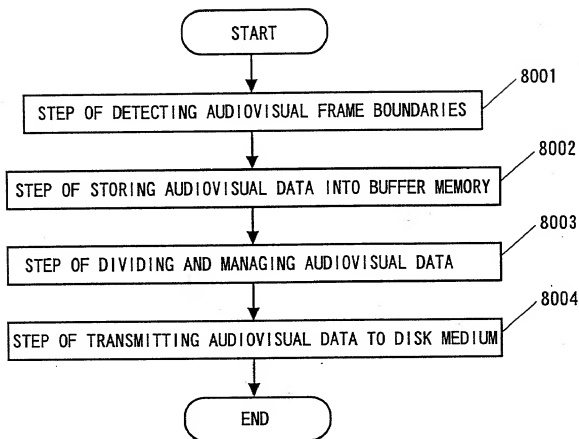 START
8001
STEP OF DETECTING AUDIOVISUAL FRAME BOUNDARIES
8002
STEP OF STORING AUDIOVISUAL DATA INTO BUFFER MEMORY
8003
STEP OF DIVIDING AND MANAGING AUDIOVISUAL DATA
8004
STEP OF TRANSMITTING AUDIOVISUAL DATA TO DISK MEDIUM
END